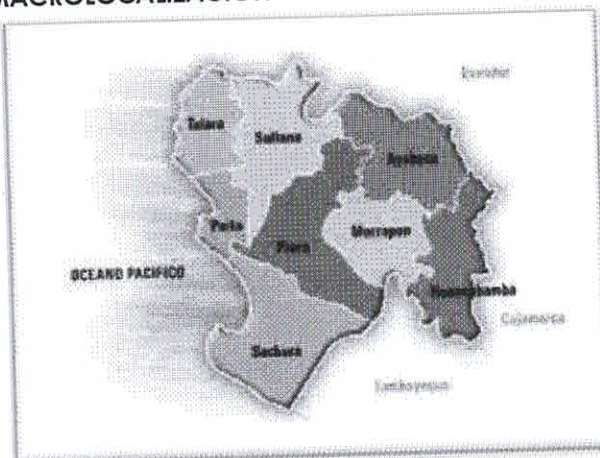 MACROLOCALIZACION
Ecuador
Talara
Sullana
Ayabaca
Paita
Morropon
Piura
OCEANO PACIFICO
Huancabamba
Cajamarca
Sechura
Lambayeque